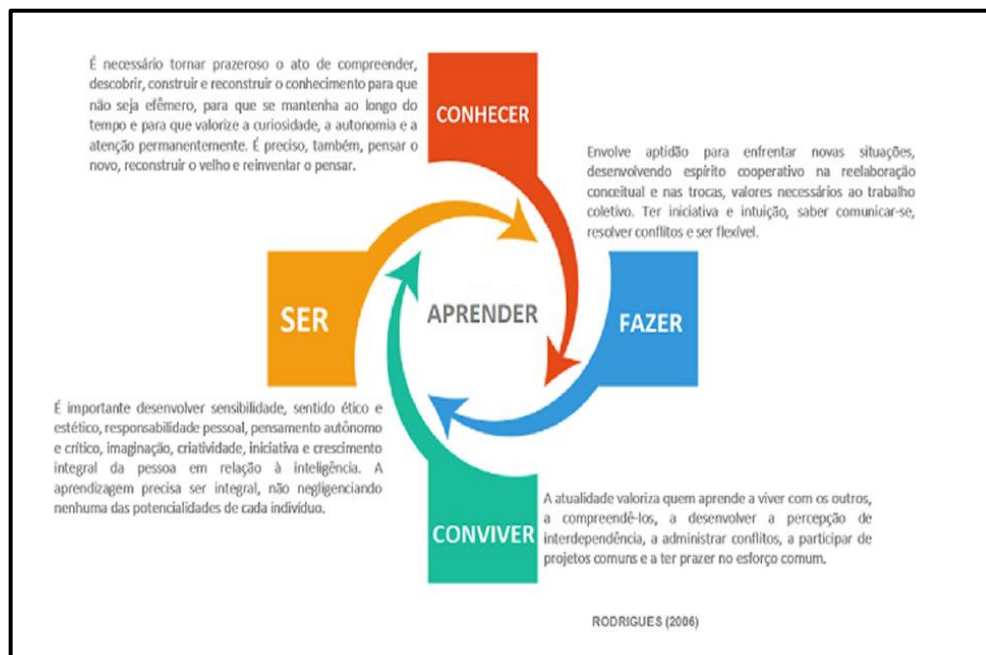 É necessário tornar prazeroso o ato de compreender,
descobrir, construir e reconstruir o conhecimento para que
não seja efêmero, para que se mantenha ao longo do
tempo e para que valorize a curiosidade, a autonomia e a
atenção permanentemente. É preciso, também, pensar o
novo, reconstruir o velho e reinventar o pensar.
CONHECER
Envolve aptidão para enfrentar novas situações,
desenvolvendo espírito cooperativo na reelaboração
conceitual e nas trocas, valores necessários ao trabalho
coletivo. Ter iniciativa e intuição, saber comunicar-se,
resolver conflitos e ser flexível.
SER
APRENDER
FAZER
É importante desenvolver sensibilidade, sentido ético e
estético, responsabilidade pessoal, pensamento autônomo
e crítico, imaginação, criatividade, iniciativa e crescimento
integral da pessoa em relação à inteligência. A
aprendizagem precisa ser integral, não negligenciando
nenhuma das potencialidades de cada indivíduo.
CONVIVER
A atualidade valoriza quem aprende a viver com os outros,
a compreendê-los, a desenvolver a percepção de
interdependência, a administrar conflitos, a participar de
projetos comuns e a ter prazer no esforço comum.
RODRIGUES (2006)